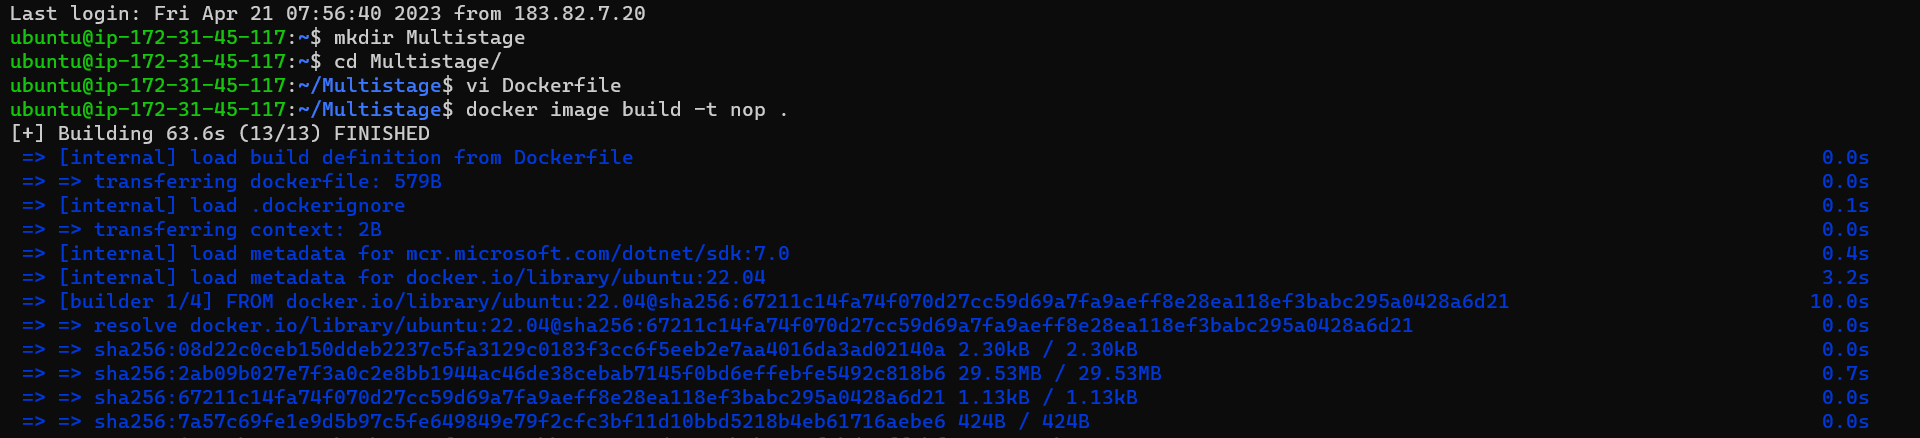 Last login: Fri Apr 21 07:56:40 2023 from 183.82.7.20
ubuntu@ip-172-31-45-117:~$ mkdir Multistage
ubuntu@ip-172-31-45-117:~$ cd Multistage/
ubuntu@ip-172-31-45-117:~/Multistage$ vi Dockerfile
ubuntu@ip-172-31-45-117:~/Multistage$ docker image build -t nop .
[+] Building 63.6s (13/13) FINISHED
=> [internal] load build definition from Dockerfile 0.0s
=> => transferring dockerfile: 579B 0.0s
=> [internal] load .dockerignore 0.1s
=> => transferring context: 2B 0.0s
=> [internal] load metadata for mcr.microsoft.com/dotnet/sdk:7.0 0.4s
=> [internal] load metadata for docker.io/library/ubuntu:22.04 3.2s
=> [builder 1/4] FROM docker.io/library/ubuntu:22.04@sha256:67211c14fa74f070d27cc59d69a7fa9aeff8e28ea118ef3babc295a0428a6d21 10.0s
=> => resolve docker.io/library/ubuntu:22.04@sha256:67211c14fa74f070d27cc59d69a7fa9aeff8e28ea118ef3babc295a0428a6d21 0.0s
=> => sha256:08d22c0ceb150ddeb2237c5fa3129c0183f3cc6f5eeb2e7aa4016da3ad02140a 2.30kB / 2.30kB 0.0s
=> => sha256:2ab09b027e7f3a0c2e8bb1944ac46de38cebab7145f0bd6effebfe5492c818b6 29.53MB / 29.53MB 0.7s
=> => sha256:67211c14fa74f070d27cc59d69a7fa9aeff8e28ea118ef3babc295a0428a6d21 1.13kB / 1.13kB 0.0s
=> => sha256:7a57c69fe1e9d5b97c5fe649849e79f2cfc3bf11d10bbd5218b4eb61716aebe6 424B / 424B 0.0s